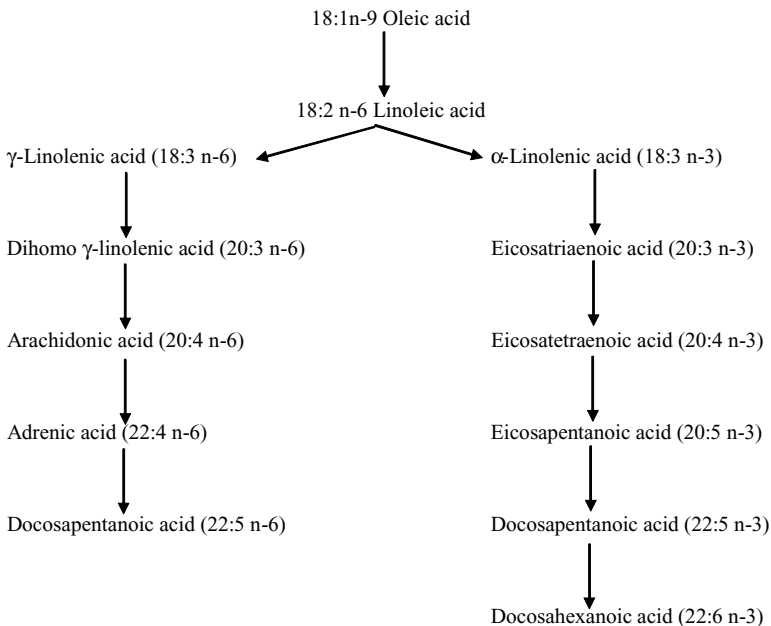 18:1n-9 Oleic acid
18:2 n-6 Linoleic acid
γ-Linolenic acid (18:3 n-6)
α-Linolenic acid (18:3 n-3)
Dihomo γ-linolenic acid (20:3 n-6)
Eicosatriaenoic acid (20:3 n-3)
Arachidonic acid (20:4 n-6)
Eicosatetraenoic acid (20:4 n-3)
Adrenic acid (22:4 n-6)
Eicosapentanoic acid (20:5 n-3)
Docosapentanoic acid (22:5 n-6)
Docosapentanoic acid (22:5 n-3)
Docosahexanoic acid (22:6 n-3)